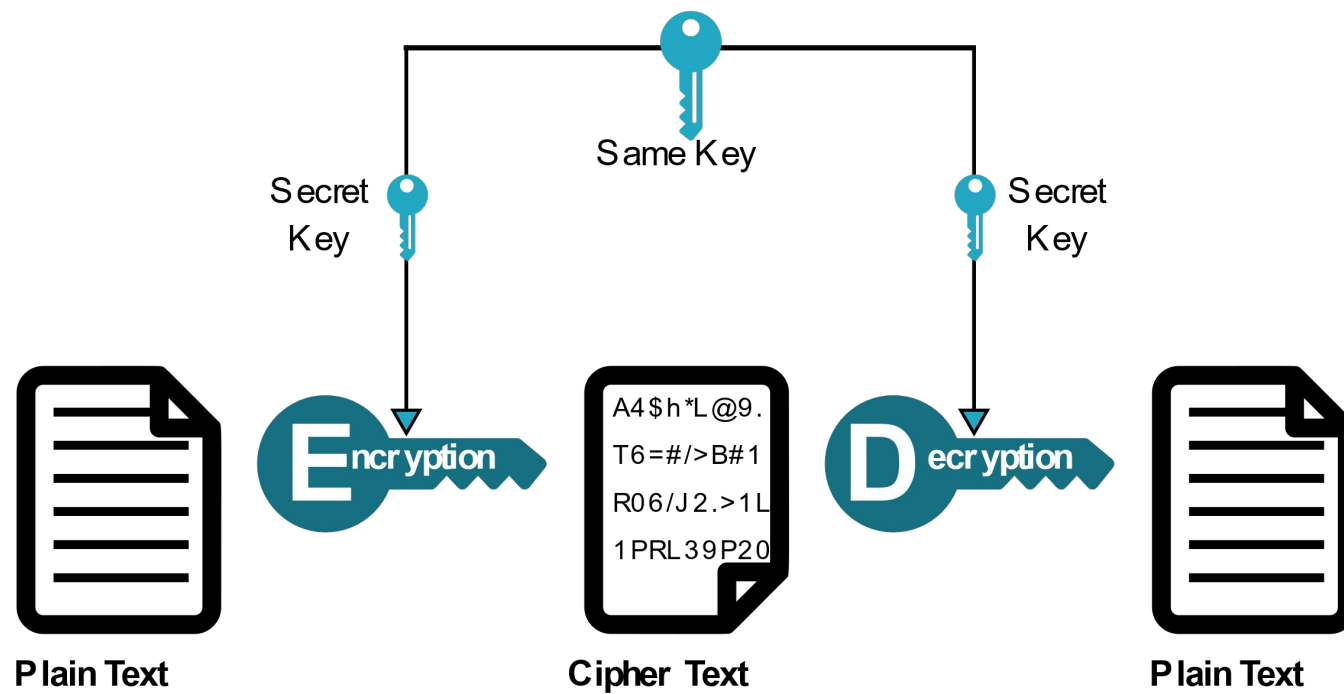 Same Key
Secret
Key
Secret
Key
Encryption
A4$h*L@9.
T6=#/>B#1
R06/J2.>1L
1PRL39P20
Decryption
Plain Text
Cipher Text
Plain Text